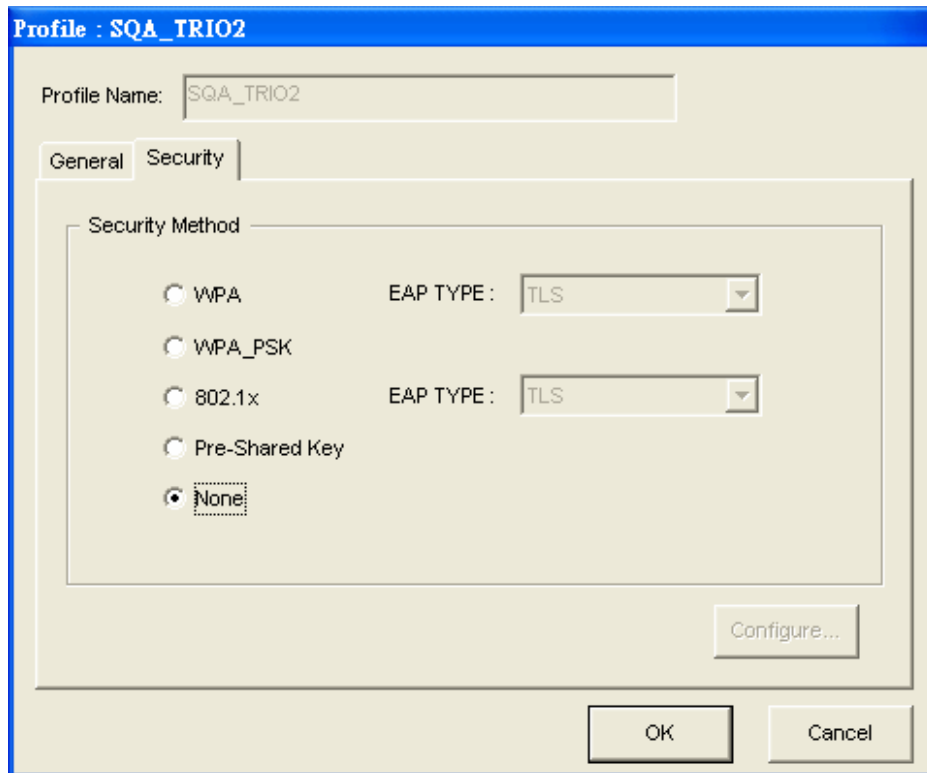 Profile : SQA_TRIO2
Profile Name: SQA_TRIO2
General Security
Security Method
WPA EAP TYPE : TLS
WPA_PSK
802.1x EAP TYPE : TLS
Pre-Shared Key
None
Configure...
OK Cancel